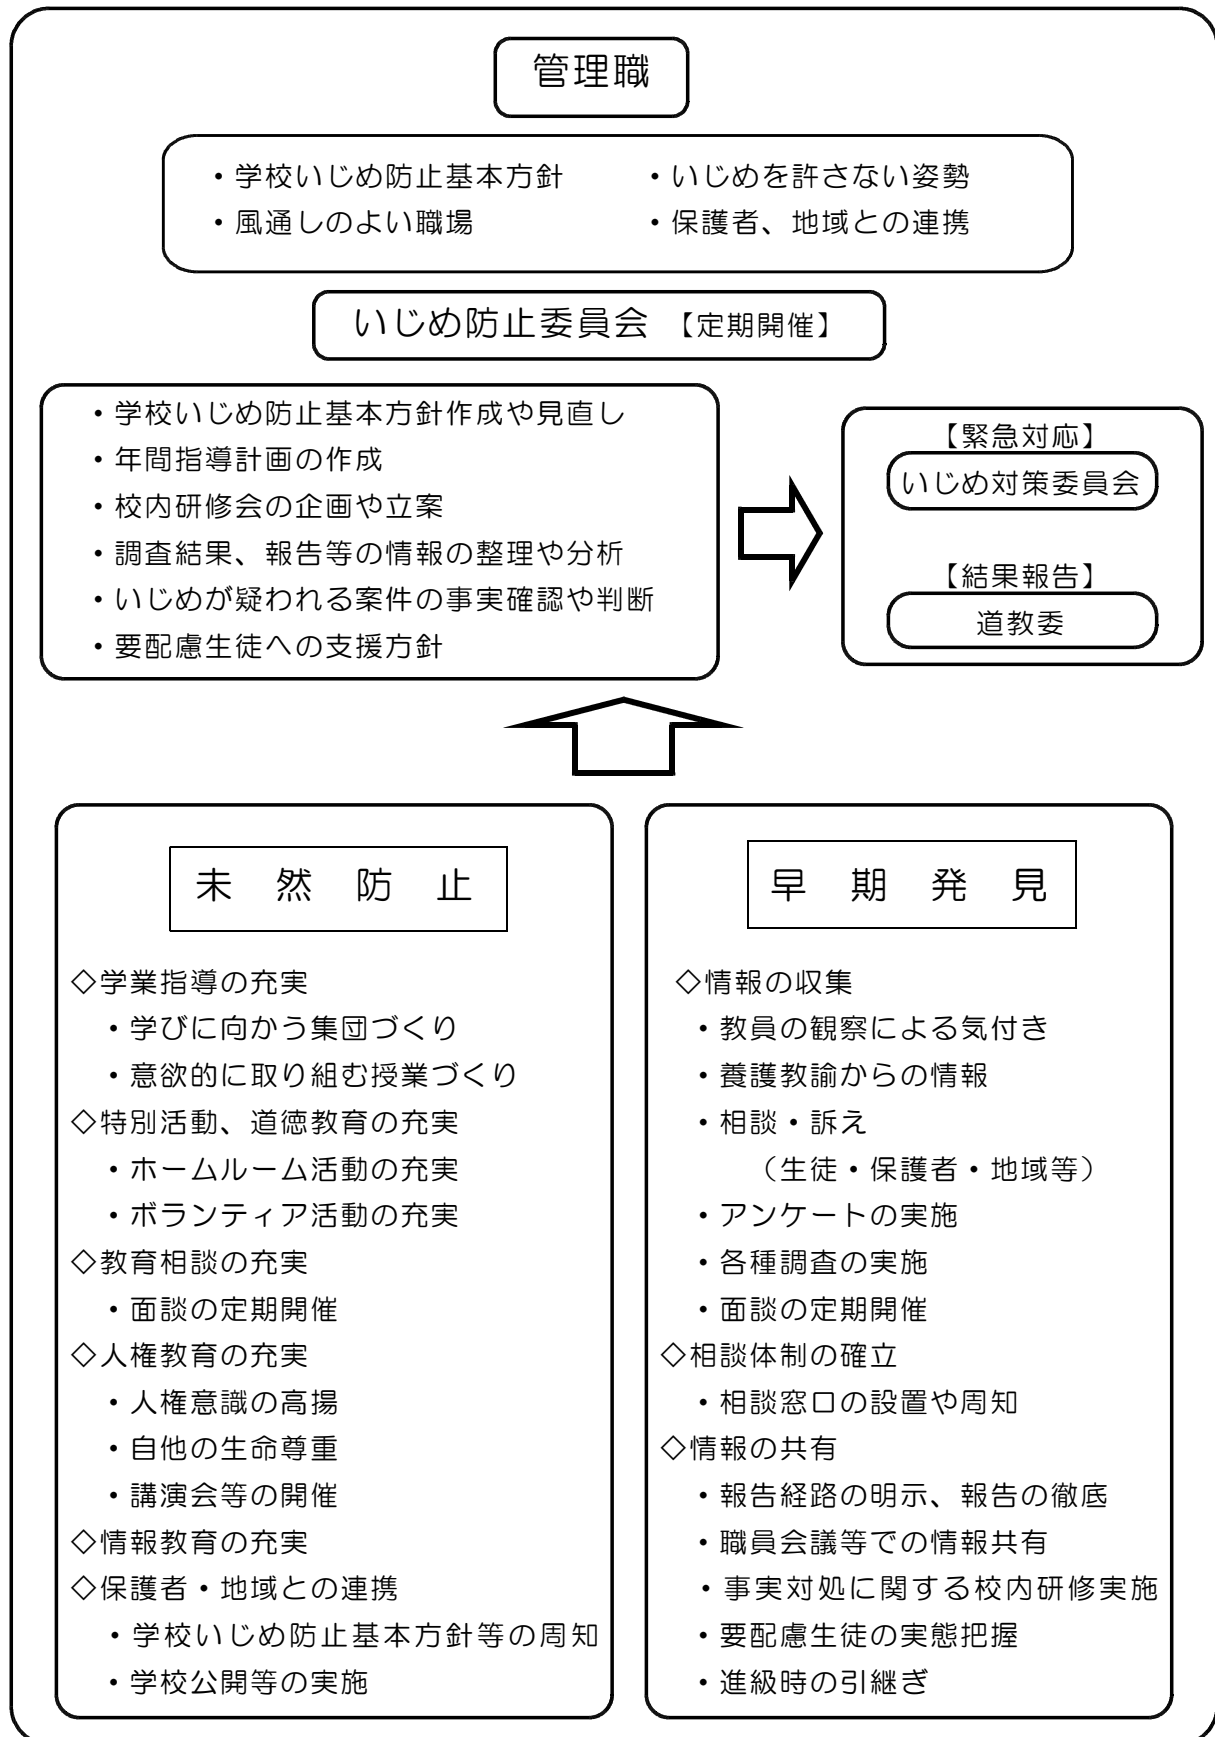 管理職
・学校いじめ防止基本方針　・いじめを許さない姿勢
・風通しのよい職場　・保護者、地域との連携
いじめ防止委員会 【定期開催】
・学校いじめ防止基本方針作成や見直し
・年間指導計画の作成
・校内研修会の企画や立案
・調査結果、報告等の情報の整理や分析
・いじめが疑われる案件の事実確認や判断
・要配慮生徒への支援方針
【緊急対応】
いじめ対策委員会
【結果報告】
道教委
未　然　防　止
◇学業指導の充実
・学びに向かう集団づくり
・意欲的に取り組む授業づくり
◇特別活動、道徳教育の充実
・ホームルーム活動の充実
・ボランティア活動の充実
◇教育相談の充実
・面談の定期開催
◇人権教育の充実
・人権意識の高揚
・自他の生命尊重
・講演会等の開催
◇情報教育の充実
◇保護者・地域との連携
・学校いじめ防止基本方針等の周知
・学校公開等の実施
早　期　発　見
◇情報の収集
・教員の観察による気付き
・養護教諭からの情報
・相談・訴え
（生徒・保護者・地域等）
・アンケートの実施
・各種調査の実施
・面談の定期開催
◇相談体制の確立
・相談窓口の設置や周知
◇情報の共有
・報告経路の明示、報告の徹底
・職員会議等での情報共有
・事実対処に関する校内研修実施
・要配慮生徒の実態把握
・進級時の引継ぎ